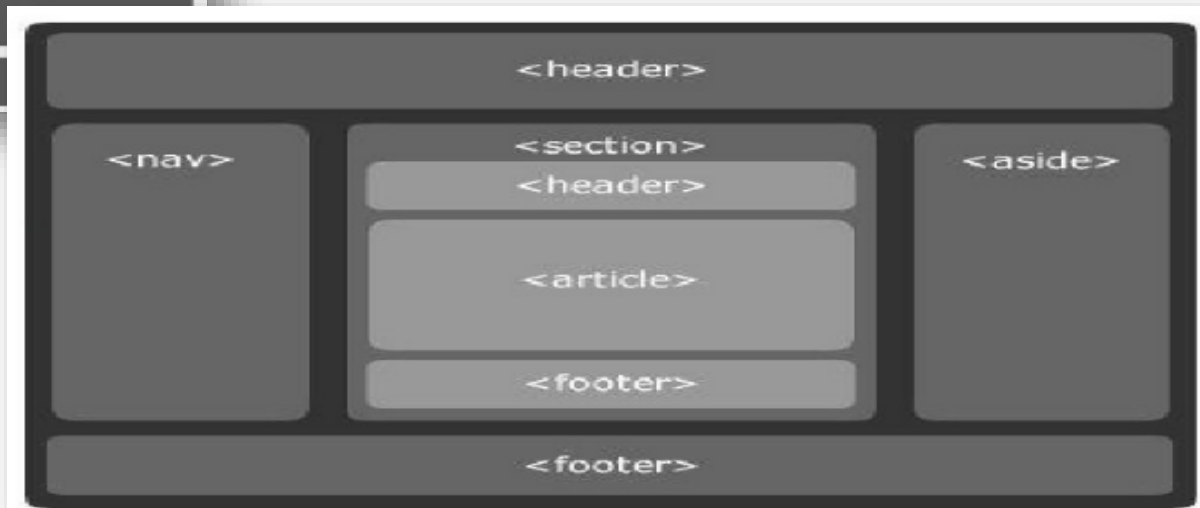 <header>
<nav>
<section>
<header>
<article>
<footer>
<aside>
<footer>